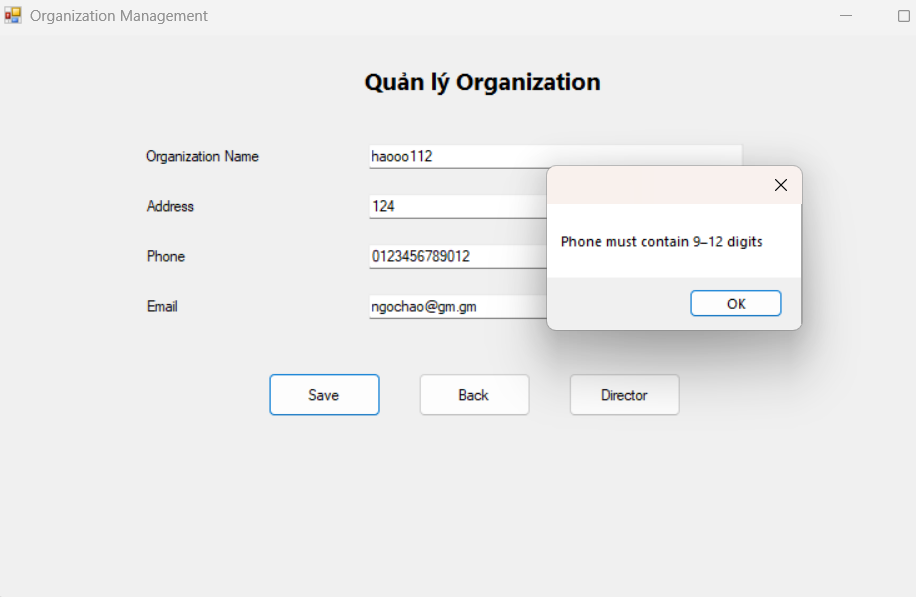 Organization Management
Quản lý Organization
Organization Name
haooo112
Address
124
Phone
0123456789012
Email
ngochao@gm.gm
Phone must contain 9–12 digits
OK
Save
Back
Director